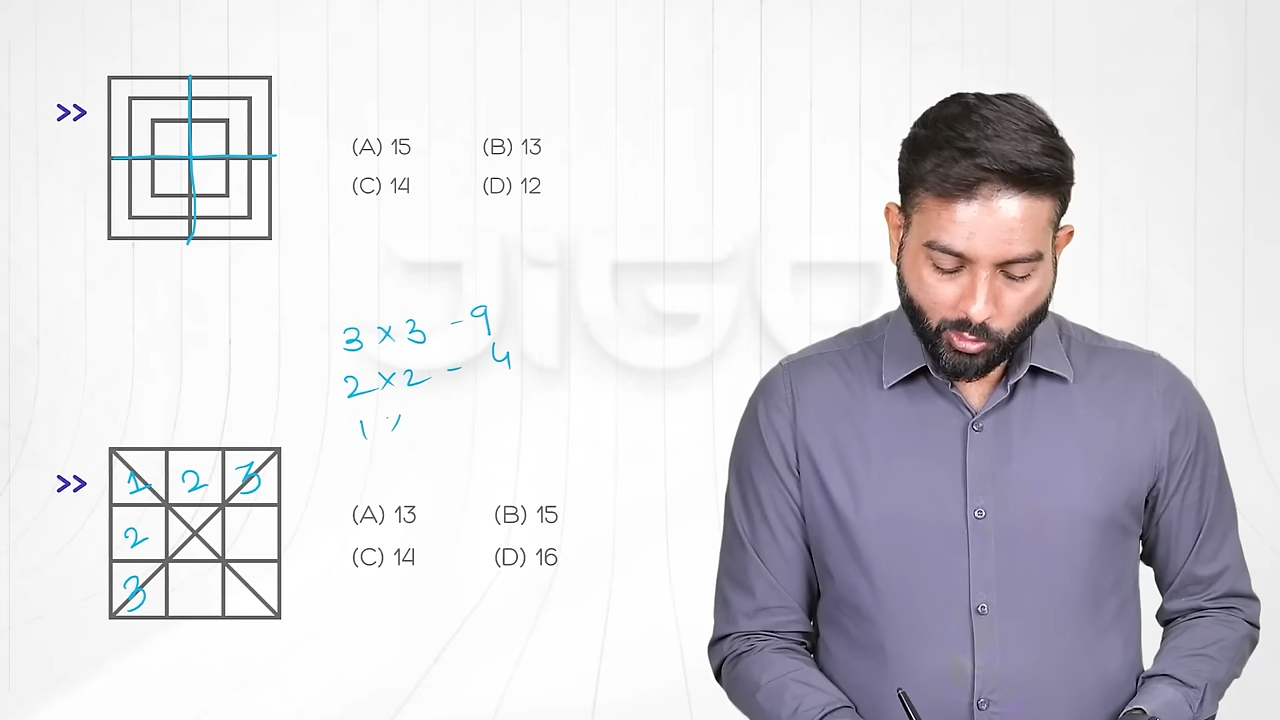 >>
(A) 15 (B) 13
(C) 14 (D) 12
3 × 3 - 9
2 × 2 - 4
1 ×
>>
1 2 3
2
3
(A) 13 (B) 15
(C) 14 (D) 16